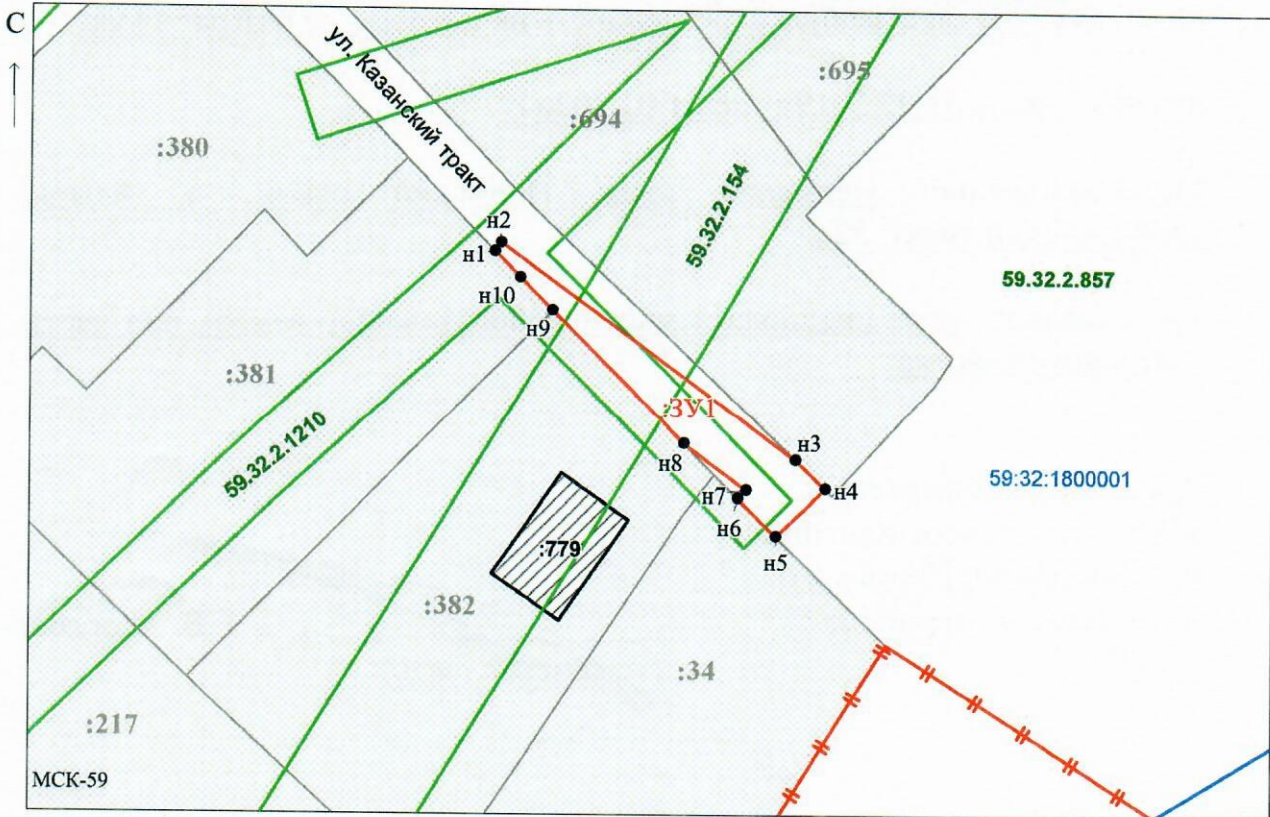 С
ул. Казанский тракт
:695
:694
:380
59.32.2.154
н2
н1
59.32.2.857
н10
н9
:381
:ЗУ1
59.32.2.1210
н3
н8
59:32:1800001
н4
н7
н6
н5
:779
:382
:34
:217
МСК-59